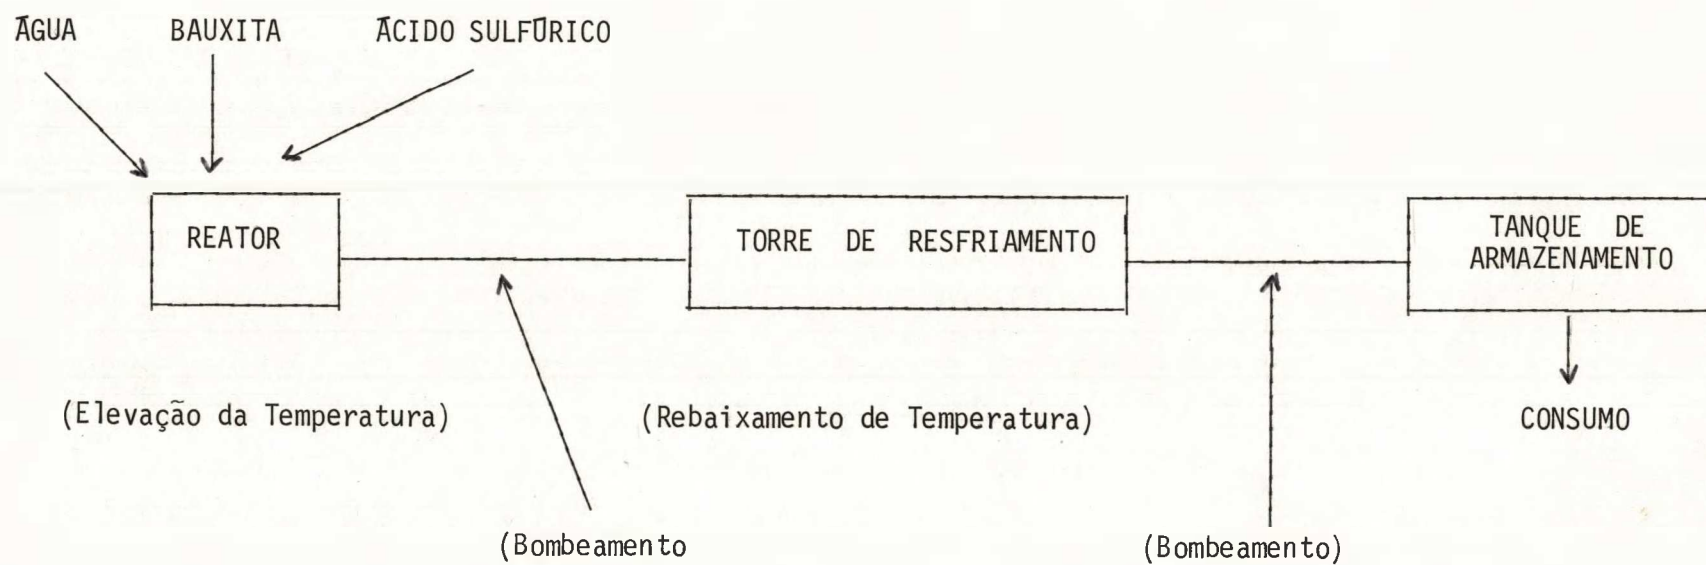 ÁGUA BAUXITA ÁCIDO SULFÚRICO
REATOR
TORRE DE RESFRIAMENTO
TANQUE DE
ARMAZENAMENTO
(Elevação da Temperatura)
(Rebaixamento de Temperatura)
CONSUMO
(Bombeamento
(Bombeamento)